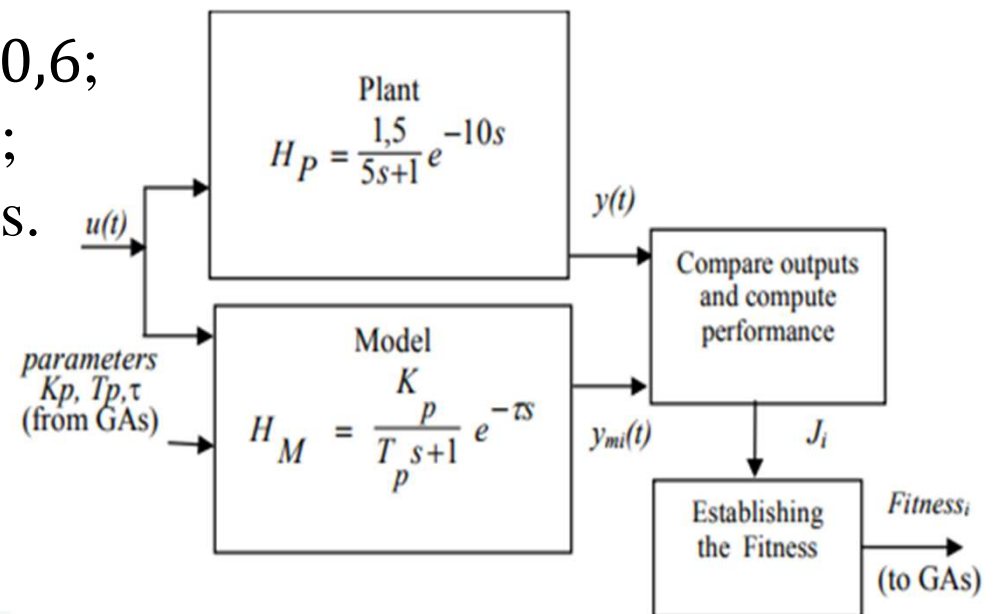 0,6;
;
s.
u(t)
Plant
H_P = 1,5 / 5s+1 e^−10s
y(t)
Compare outputs
and compute
performance
parameters
Kp, Tp,τ
(from GAs)
Model
H_M = K_p / T_p s+1 e^−τs
y_mi(t)
J_i
Establishing
the Fitness
Fitness_i
(to GAs)